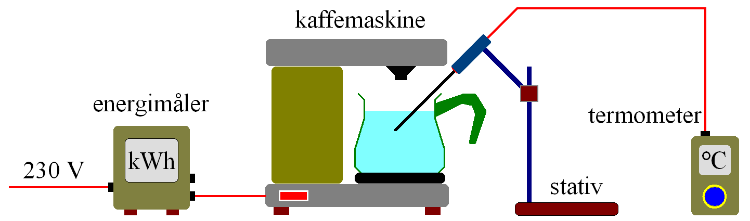 kaffemaskine
energimåler
termometer
230 V
kWh
°C
stativ